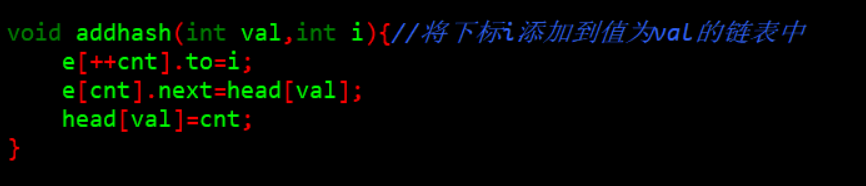 void addhash(int val,int i){//将下标i添加到值为val的链表中
    e[++cnt].to=i;
    e[cnt].next=head[val];
    head[val]=cnt;
}